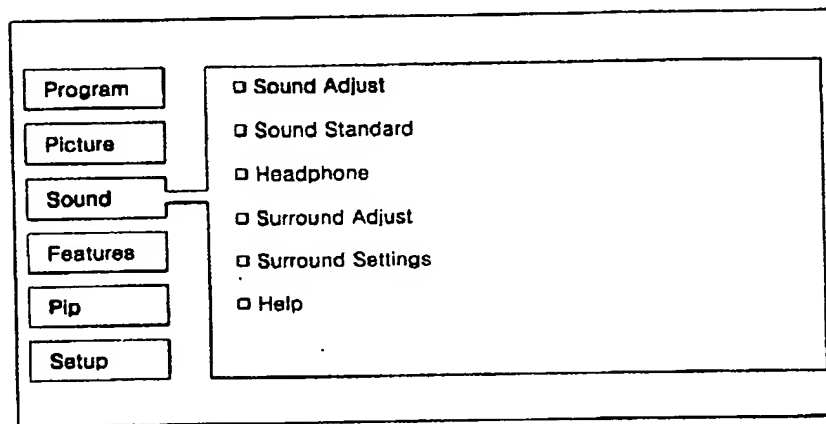 Program
Picture
Sound
Features
Pip
Setup
Sound Adjust
Sound Standard
Headphone
Surround Adjust
Surround Settings
Help